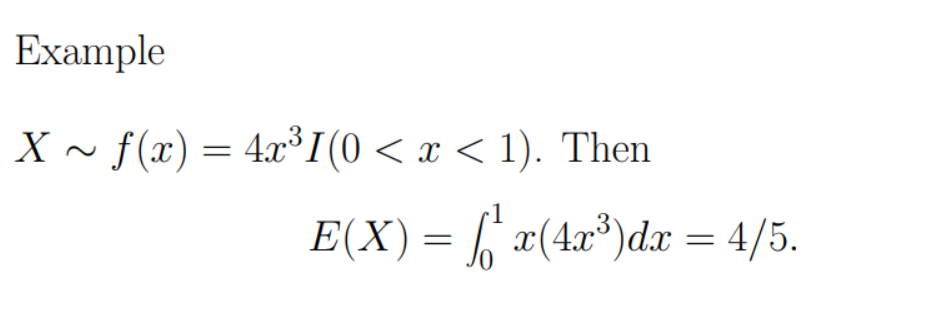 Example
X ~ f(x) = 4x³I(0 < x < 1). Then
E(X) = ∫₀¹ x(4x³)dx = 4/5.